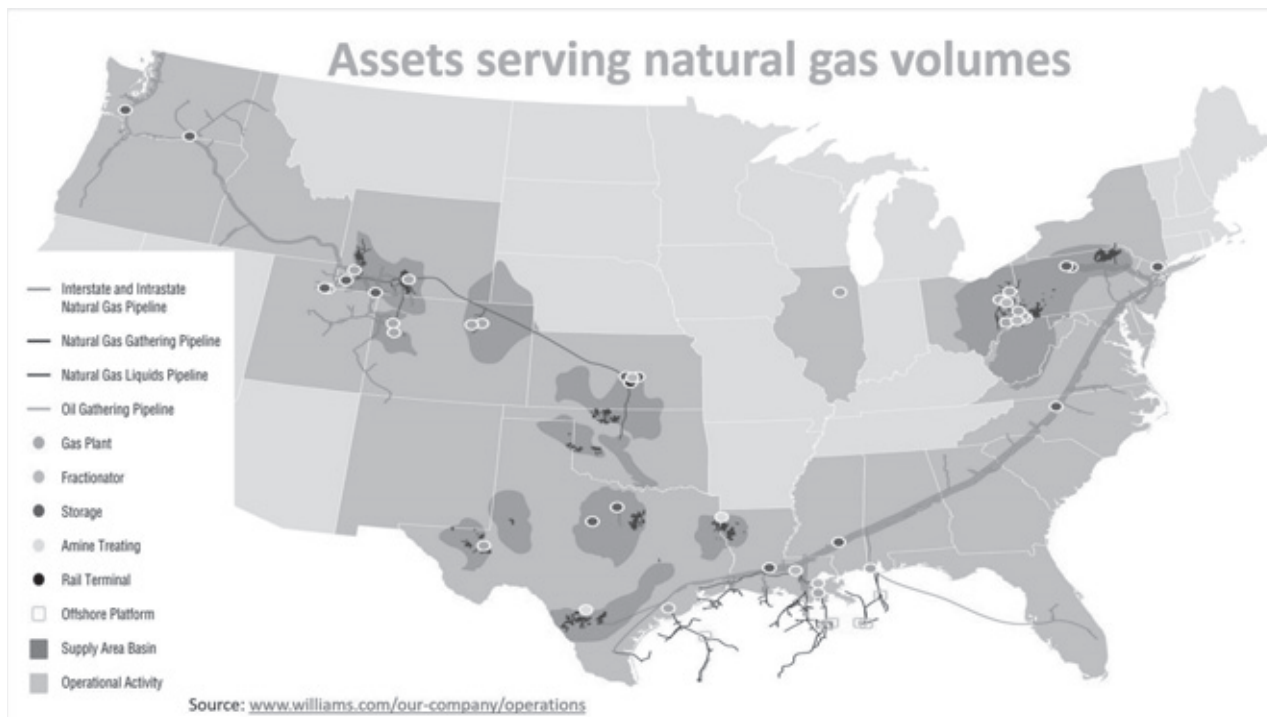 Assets serving natural gas volumes
Interstate and Intrastate
Natural Gas Pipeline
Natural Gas Gathering Pipeline
Natural Gas Liquids Pipeline
Oil Gathering Pipeline
Gas Plant
Fractionator
Storage
Amine Treating
Rail Terminal
Offshore Platform
Supply Area Basin
Operational Activity
Source: www.williams.com/our-company/operations